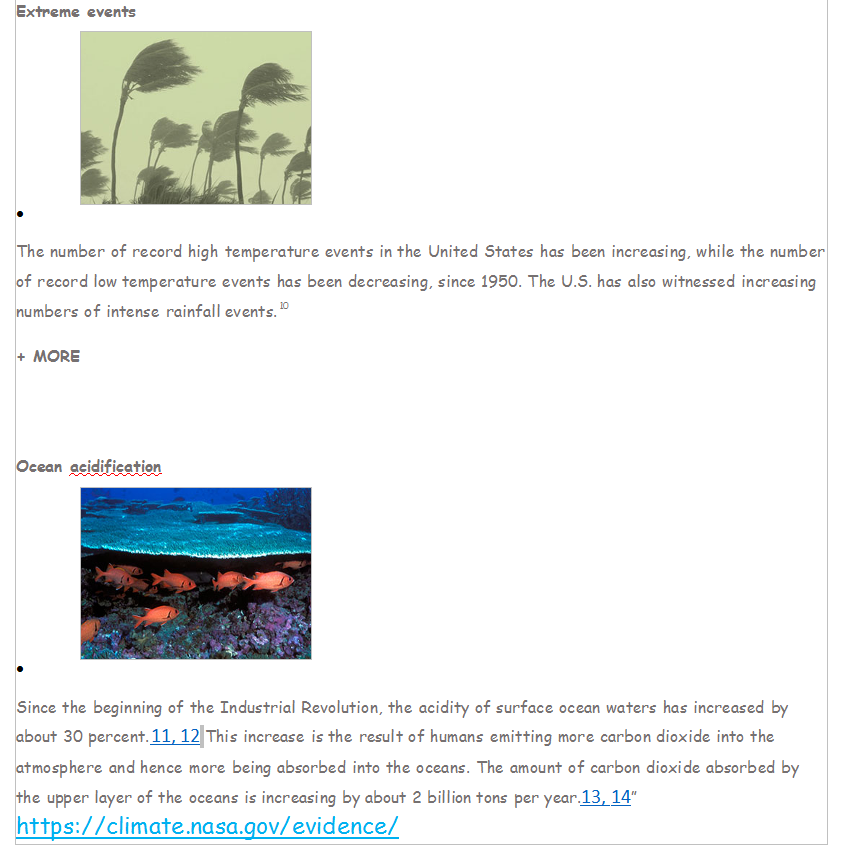 Extreme events
•
The number of record high temperature events in the United States has been increasing, while the number
of record low temperature events has been decreasing, since 1950. The U.S. has also witnessed increasing
numbers of intense rainfall events.10
+ MORE
Ocean acidification
•
Since the beginning of the Industrial Revolution, the acidity of surface ocean waters has increased by
about 30 percent.11, 12 This increase is the result of humans emitting more carbon dioxide into the
atmosphere and hence more being absorbed into the oceans. The amount of carbon dioxide absorbed by
the upper layer of the oceans is increasing by about 2 billion tons per year.13, 14”
https://climate.nasa.gov/evidence/